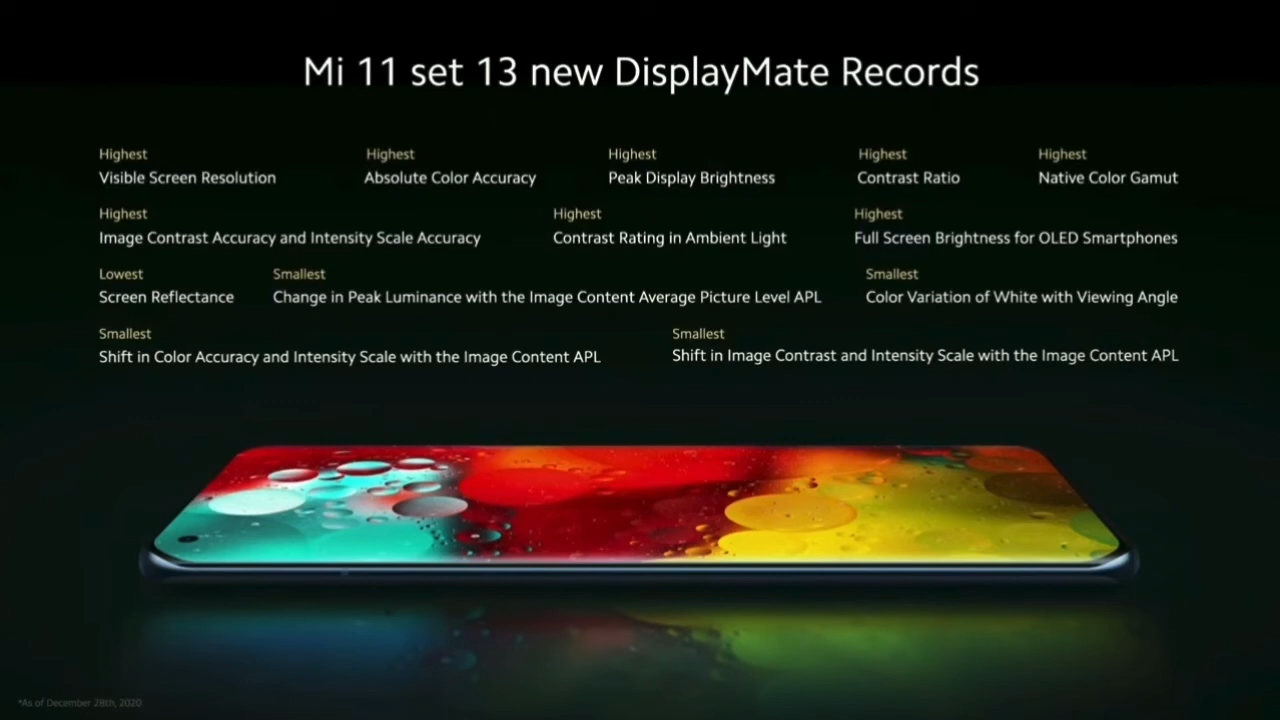 Mi 11 set 13 new DisplayMate Records
Highest
Visible Screen Resolution
Highest
Absolute Color Accuracy
Highest
Peak Display Brightness
Highest
Contrast Ratio
Highest
Native Color Gamut
Highest
Image Contrast Accuracy and Intensity Scale Accuracy
Highest
Contrast Rating in Ambient Light
Highest
Full Screen Brightness for OLED Smartphones
Lowest
Screen Reflectance
Smallest
Change in Peak Luminance with the Image Content Average Picture Level APL
Smallest
Color Variation of White with Viewing Angle
Smallest
Shift in Color Accuracy and Intensity Scale with the Image Content APL
Smallest
Shift in Image Contrast and Intensity Scale with the Image Content APL
*As of December 28th, 2020